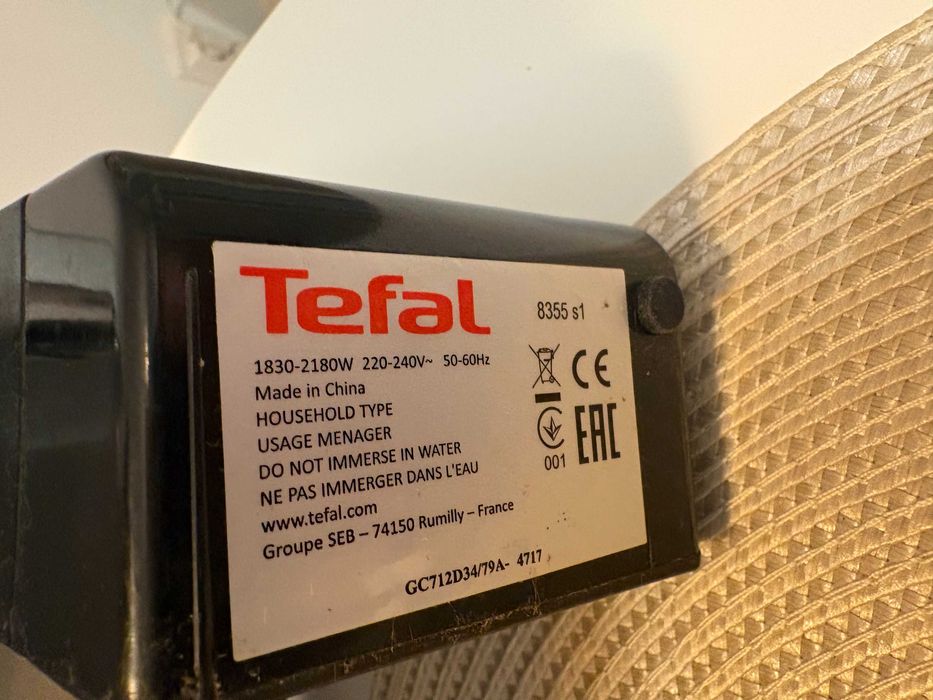 Tefal
8355 s1
1830-2180W 220-240V~ 50-60Hz
Made in China
HOUSEHOLD TYPE
USAGE MENAGER
DO NOT IMMERSE IN WATER
NE PAS IMMERGER DANS L'EAU
www.tefal.com
Groupe SEB – 74150 Rumilly – France
CE
EAC
001
GC712D34/79A- 4717